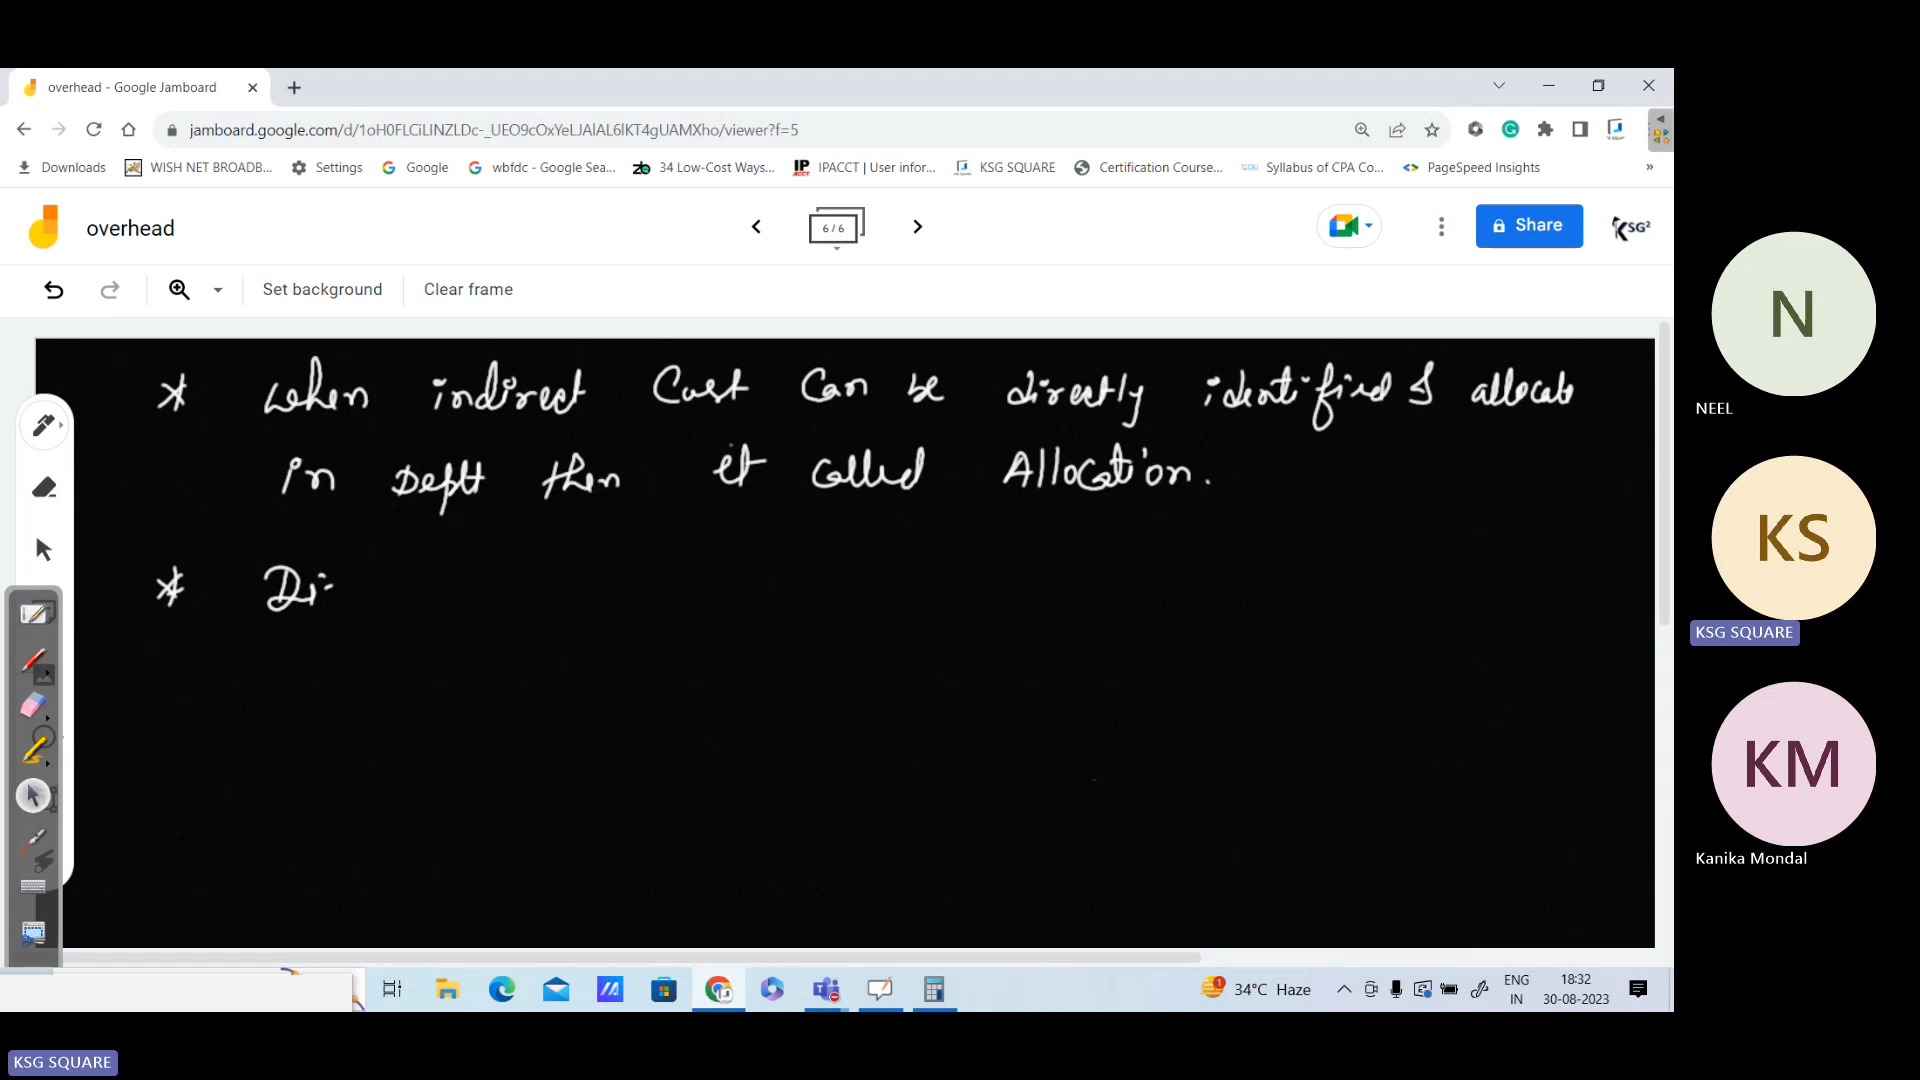 overhead - Google Jamboard
jamboard.google.com/d/1oH0FLCiLINZLDc-_UEO9cOxYeLJAlAL6lKT4gUAMXho/viewer?f=5
Downloads WISH NET BROADB... Settings Google wbfdc - Google Sea... 34 Low-Cost Ways... IPACCT | User infor... KSG SQUARE Certification Course... Syllabus of CPA Co... PageSpeed Insights »
overhead 6 / 6 Share KSG²
Set background Clear frame
* When indirect Cost Can be directly identified & allocate
in Deptt then it called Allocation.
* Di
N
NEEL
KS
KSG SQUARE
KM
Kanika Mondal
34°C Haze ENG IN 18:32 30-08-2023
KSG SQUARE